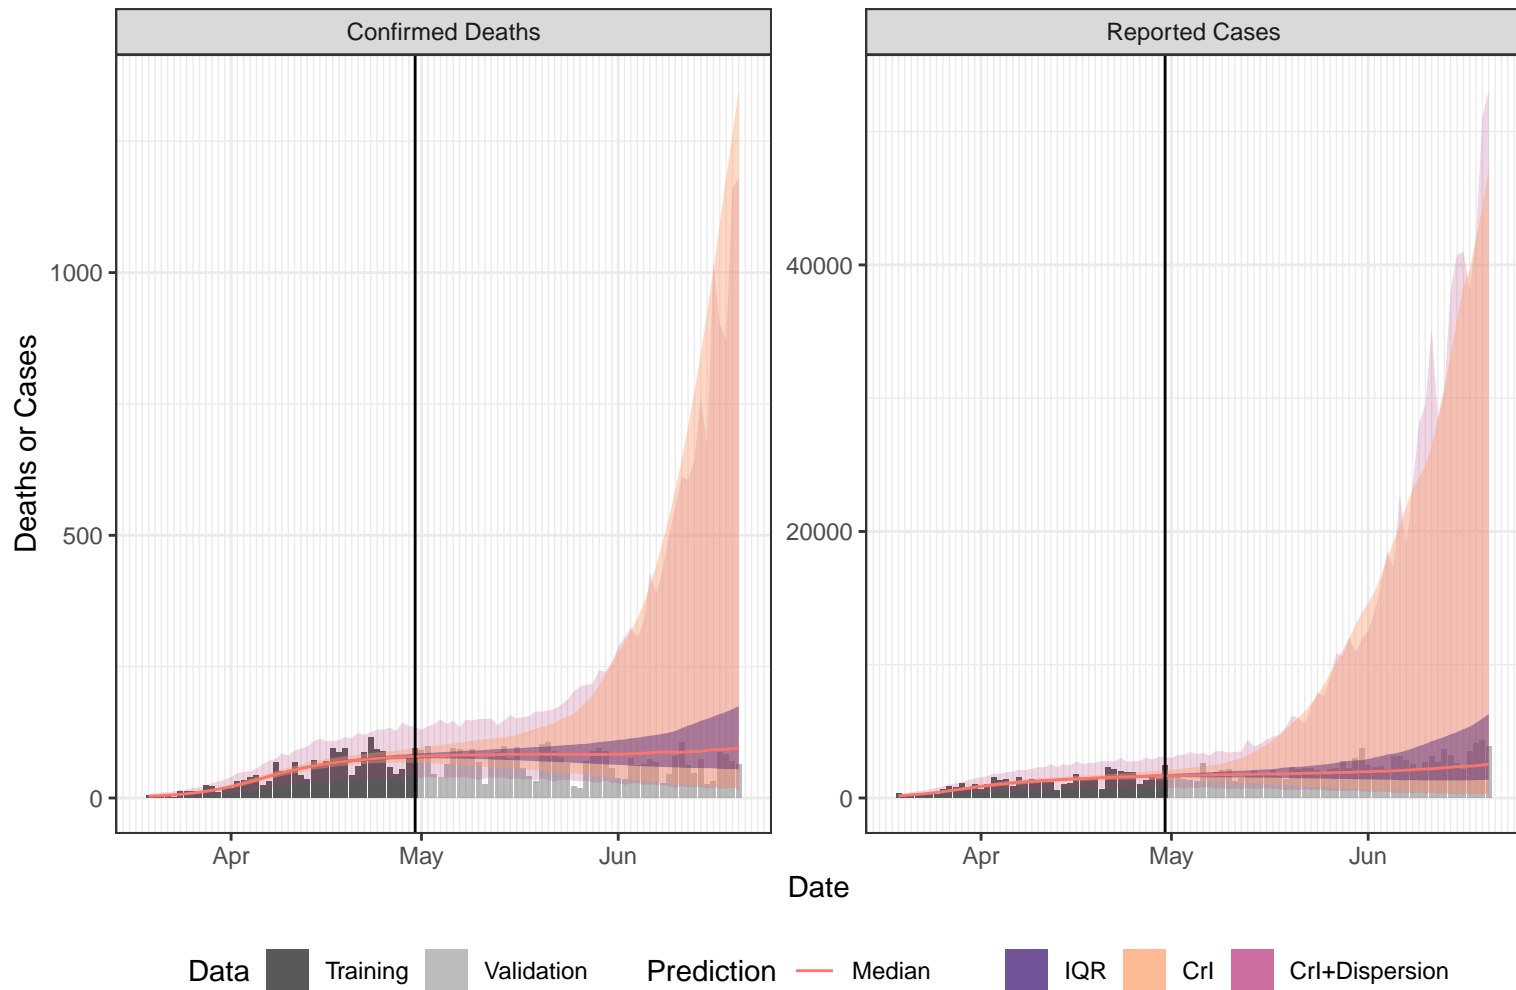 Confirmed Deaths
Reported Cases
Deaths or Cases
1000
500
0
40000
20000
0
Apr May Jun
Apr May Jun
Date
Data Training Validation Prediction Median IQR CrI CrI+Dispersion